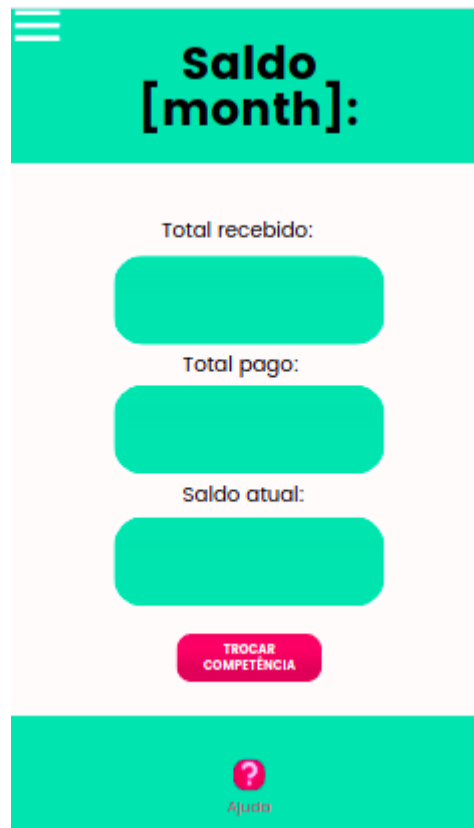 Saldo
[month]:
Total recebido:
Total pago:
Saldo atual:
TROCAR
COMPETÊNCIA
?
Ajuda